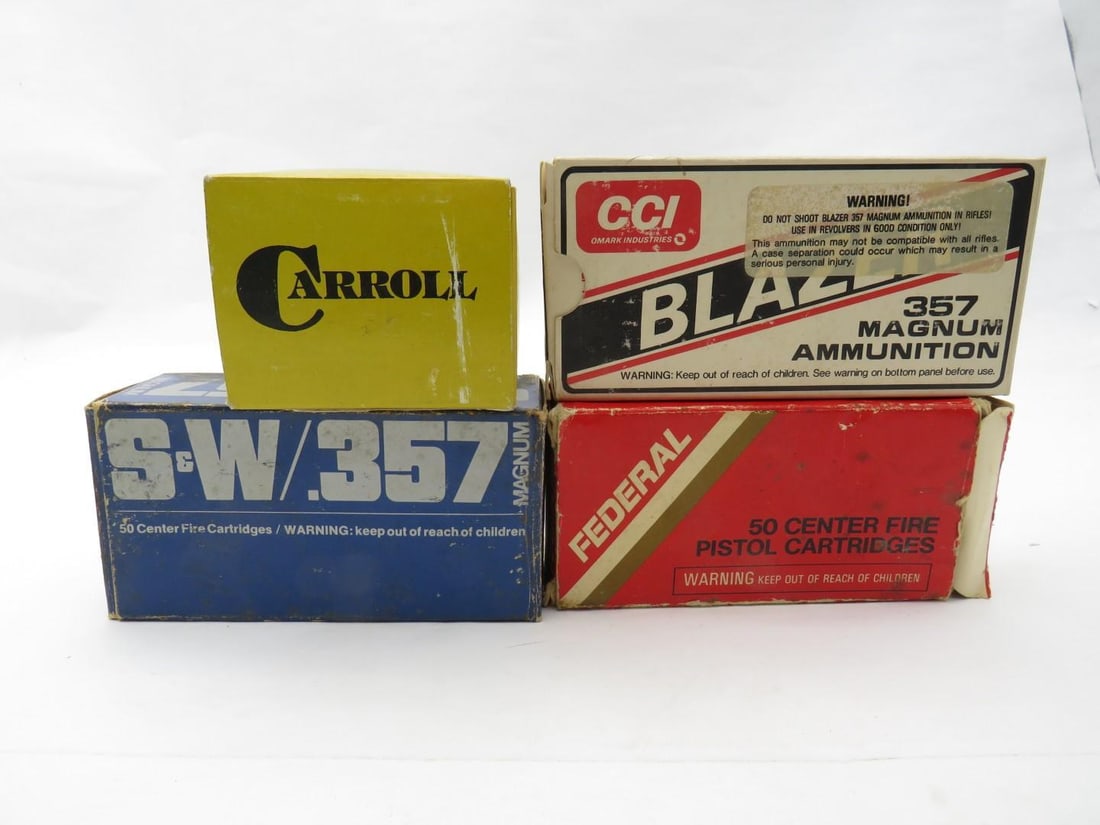 CARROLL
CCI
OMARK INDUSTRIES
WARNING!
DO NOT SHOOT BLAZER 357 MAGNUM AMMUNITION IN RIFLES!
USE IN REVOLVERS IN GOOD CONDITION ONLY!
This ammunition may not be compatible with all rifles.
A case separation could occur which may result in a
serious personal injury.
BLAZER
357
MAGNUM
AMMUNITION
WARNING: Keep out of reach of children. See warning on bottom panel before use.
S&W/.357
MAGNUM
50 Center Fire Cartridges / WARNING: keep out of reach of children
FEDERAL
50 CENTER FIRE
PISTOL CARTRIDGES
WARNING KEEP OUT OF REACH OF CHILDREN